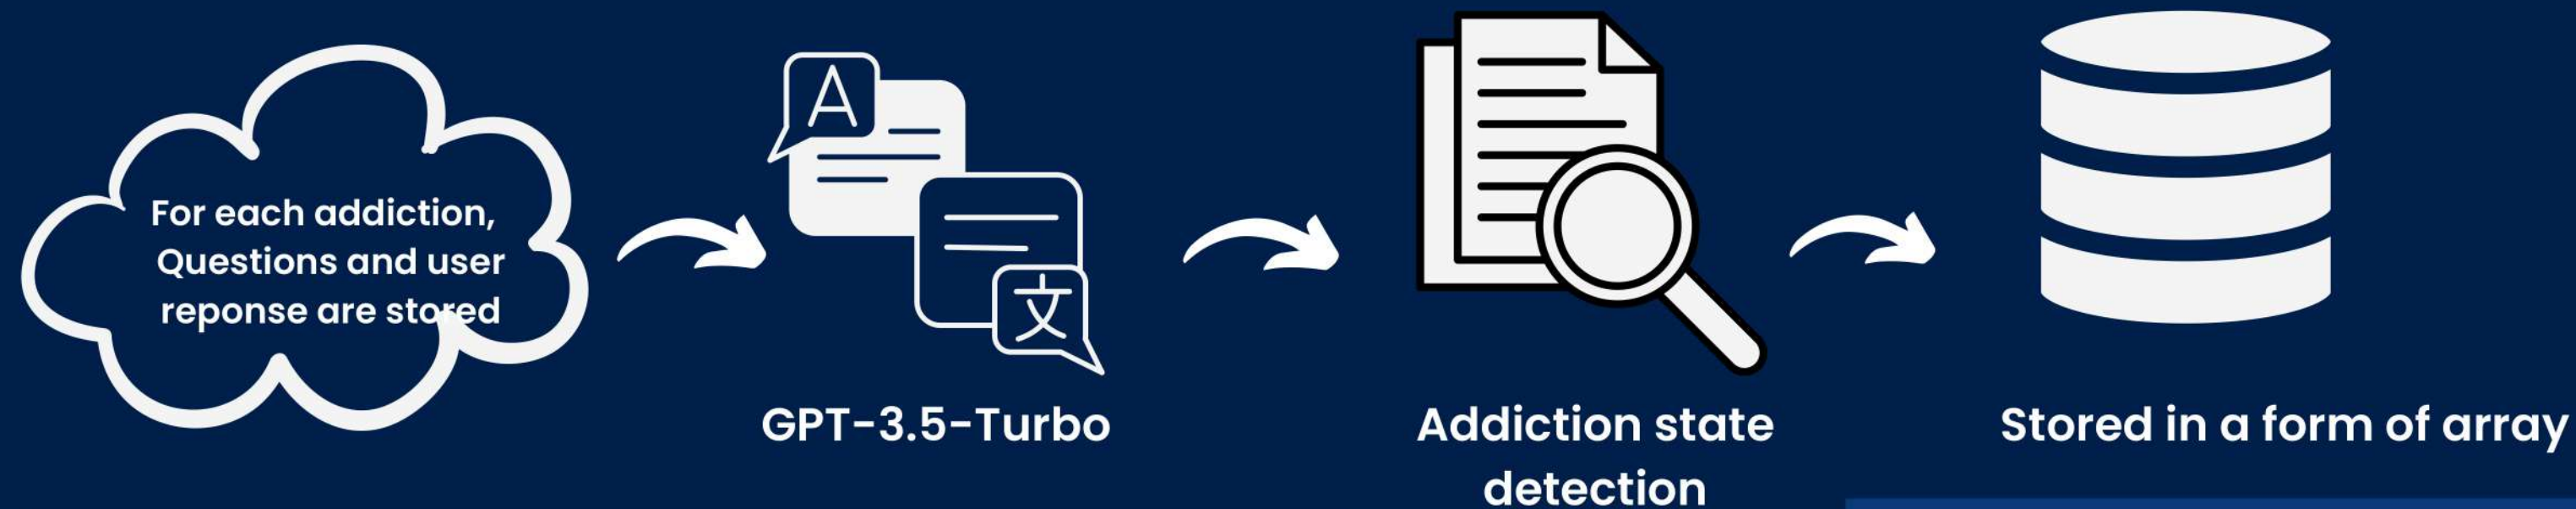 For each addiction,
Questions and user
reponse are stored
A
文
GPT-3.5-Turbo
Addiction state
detection
Stored in a form of array